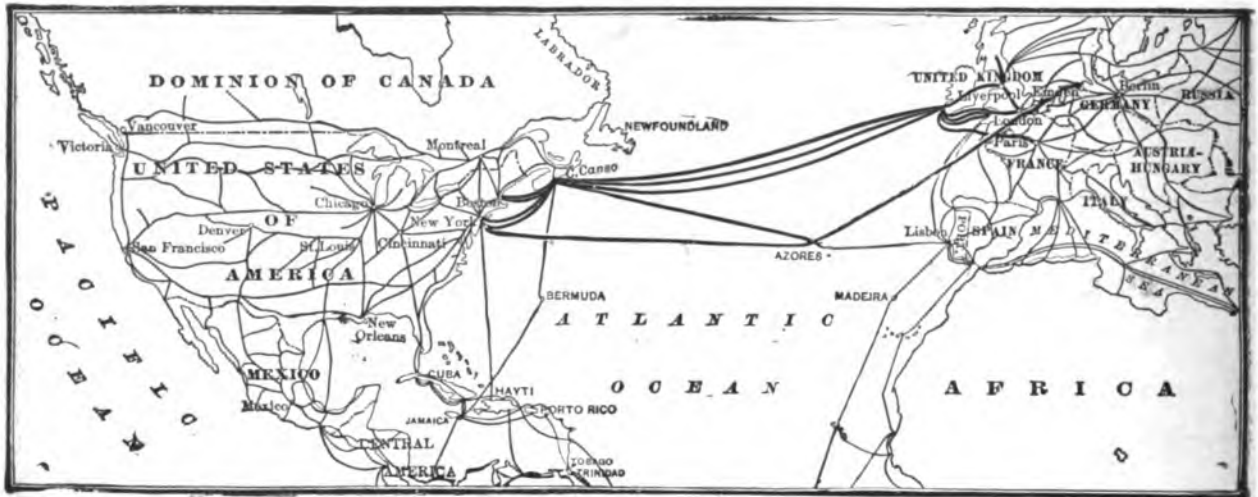 LABRADOR
DOMINION OF CANADA
NEWFOUNDLAND
UNITED KINGDOM
Liverpool
Emden
Berlin
GERMANY
RUSSIA
London
Paris
FRANCE
AUSTRIA-
HUNGARY
ITALY
Vancouver
Victoria
Montreal
UNITED STATES
C. Canso
Chicago
Boston
New York
OF
Denver
San Francisco
St. Louis
Cincinnati
AMERICA
Lisbon
PORT.
SPAIN
MEDITERRANEAN
SEA
AZORES
PACIFIC
OCEAN
BERMUDA
MADEIRA
ATLANTIC
OCEAN
AFRICA
New
Orleans
MEXICO
Mexico
CUBA
HAYTI
JAMAICA
PORTO RICO
CENTRAL
AMERICA
TOBAGO
TRINIDAD